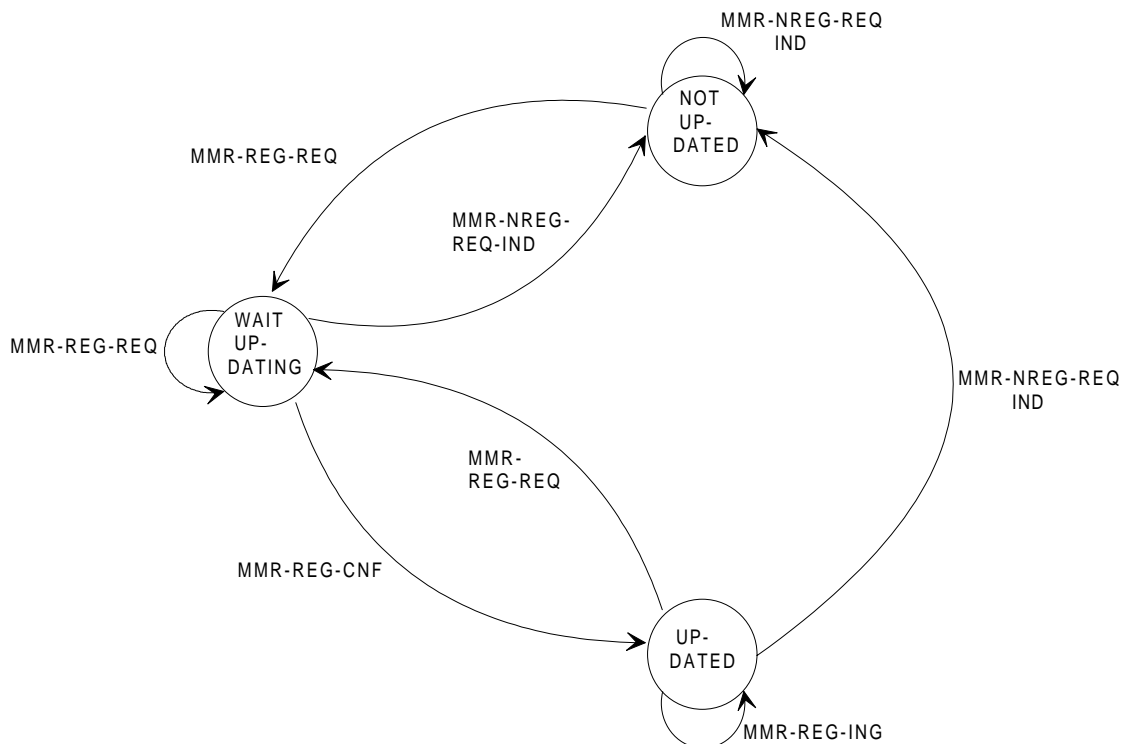 MMR-NREG-REQ
IND
NOT
UP-
DATED
MMR-REG-REQ
MMR-NREG-
REQ-IND
WAIT
UP-
DATING
MMR-REG-REQ
MMR-NREG-REQ
IND
MMR-
REG-REQ
MMR-REG-CNF
UP-
DATED
MMR-REG-ING